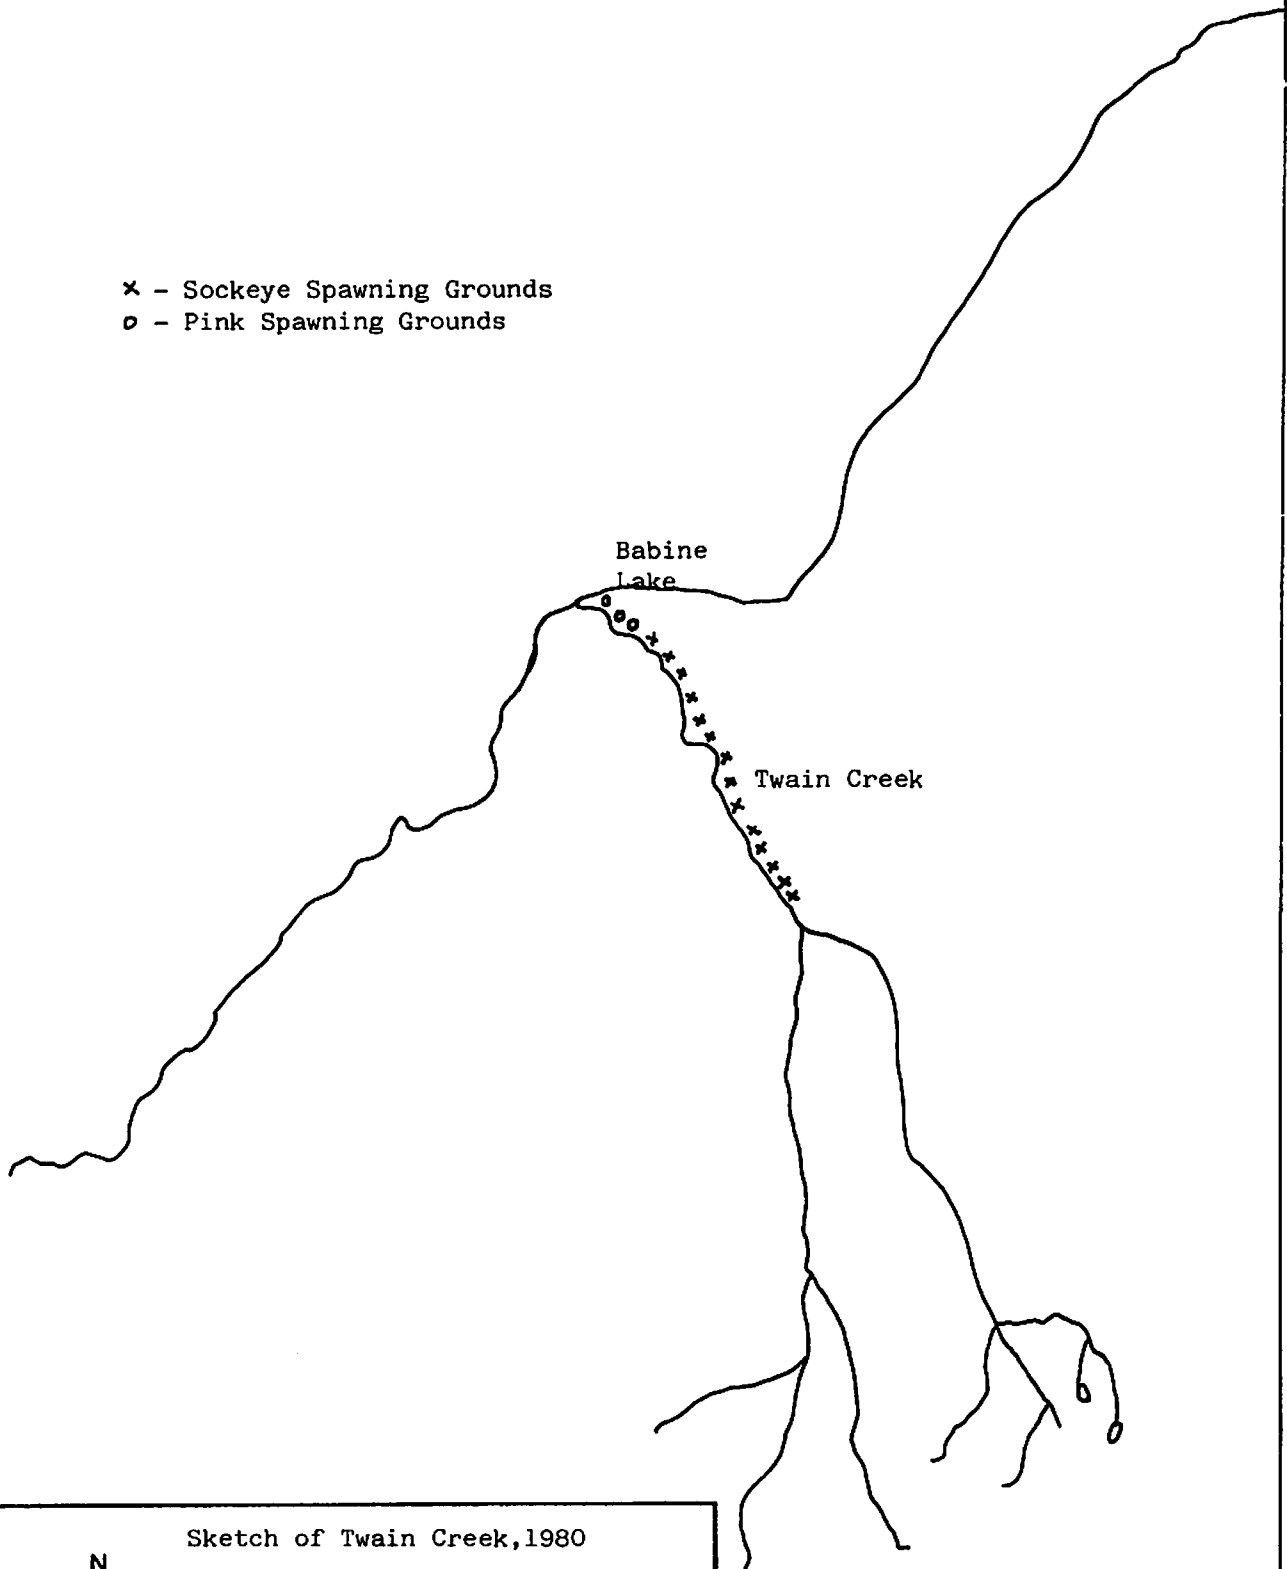 x - Sockeye Spawning Grounds
o - Pink Spawning Grounds
Babine
Lake
Twain Creek
Sketch of Twain Creek,1980
N